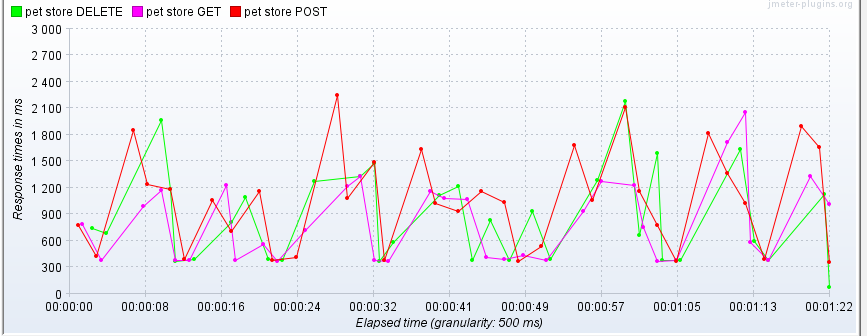 jmeter-plugins.org
pet store DELETE pet store GET pet store POST
3 000
2 700
2 400
2 100
1 800
1 500
1 200
900
600
300
0
Response times in ms
00:00:00 00:00:08 00:00:16 00:00:24 00:00:32 00:00:41 00:00:49 00:00:57 00:01:05 00:01:13 00:01:22
Elapsed time (granularity: 500 ms)